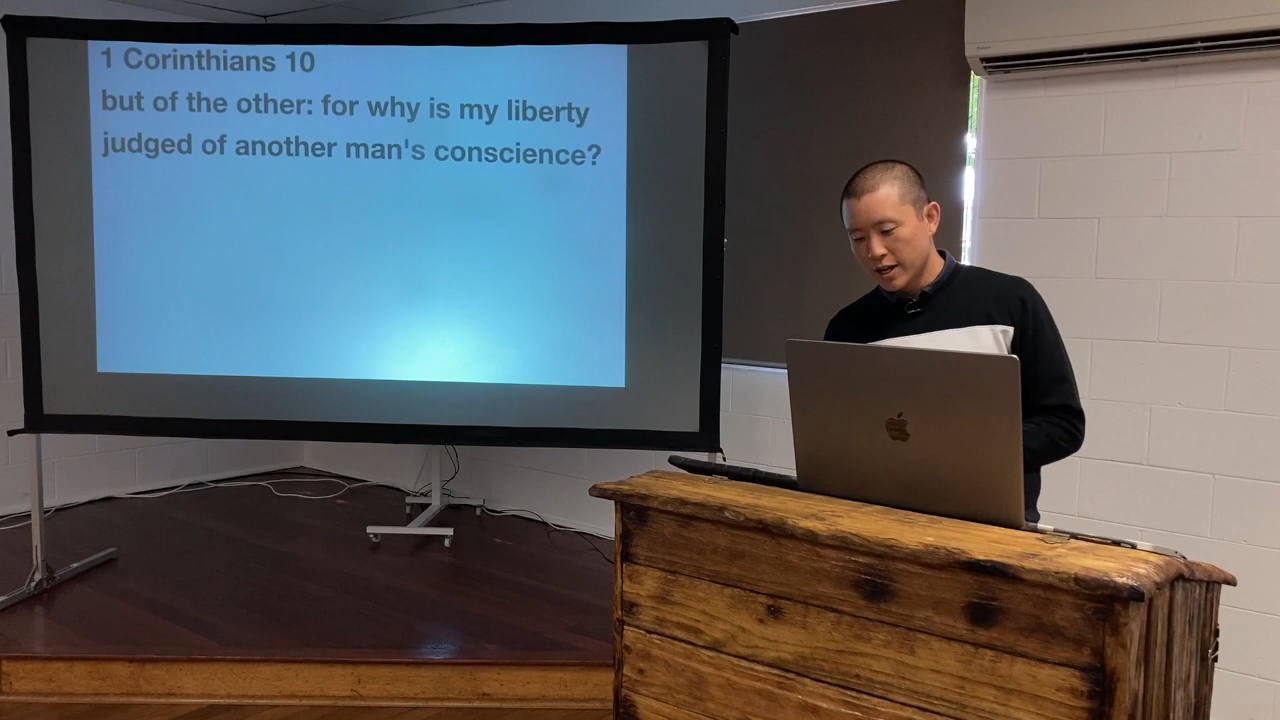 1 Corinthians 10
but of the other: for why is my liberty
judged of another man's conscience?